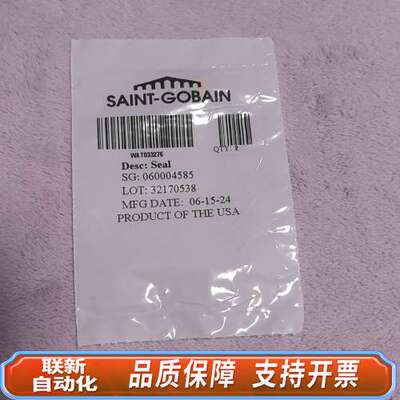 SAINT-GOBAIN
WAT033276
QTY: 2
Desc: Seal
SG: 060004585
LOT: 32170538
MFG DATE: 06-15-24
PRODUCT OF THE USA
联新
自动化
品质保障 支持开票